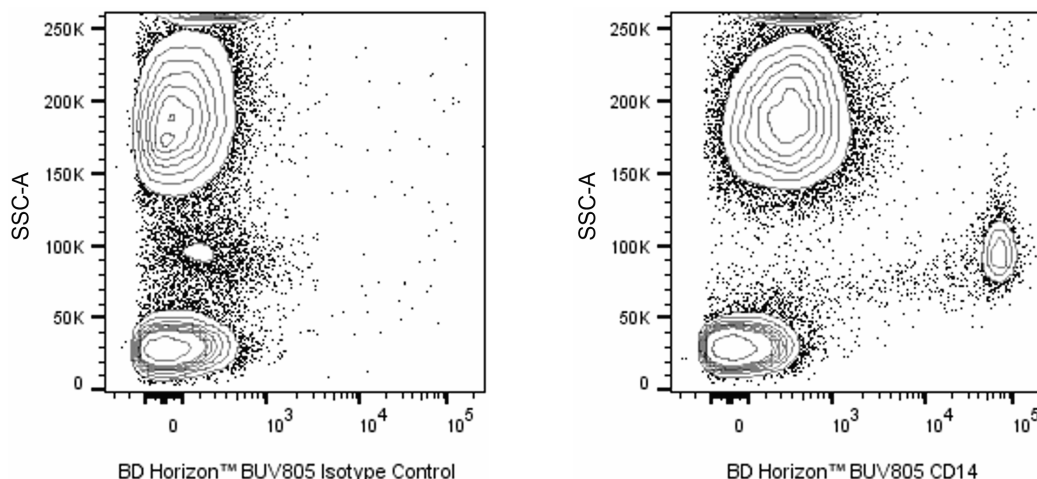 250K
200K
150K
100K
50K
0
SSC-A
0 10³ 10⁴ 10⁵
BD Horizon™ BUV805 Isotype Control
250K
200K
150K
100K
50K
0
SSC-A
0 10³ 10⁴ 10⁵
BD Horizon™ BUV805 CD14